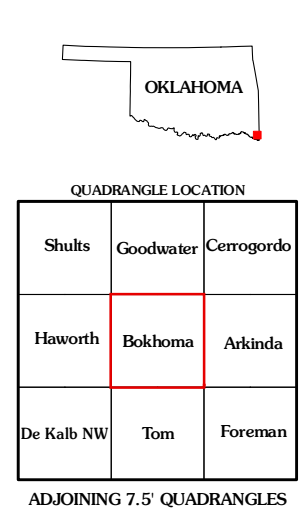 OKLAHOMA
QUADRANGLE LOCATION
Shults Goodwater Cerrogordo
Haworth Bokhoma Arkinda
De Kalb NW Tom Foreman
ADJOINING 7.5' QUADRANGLES